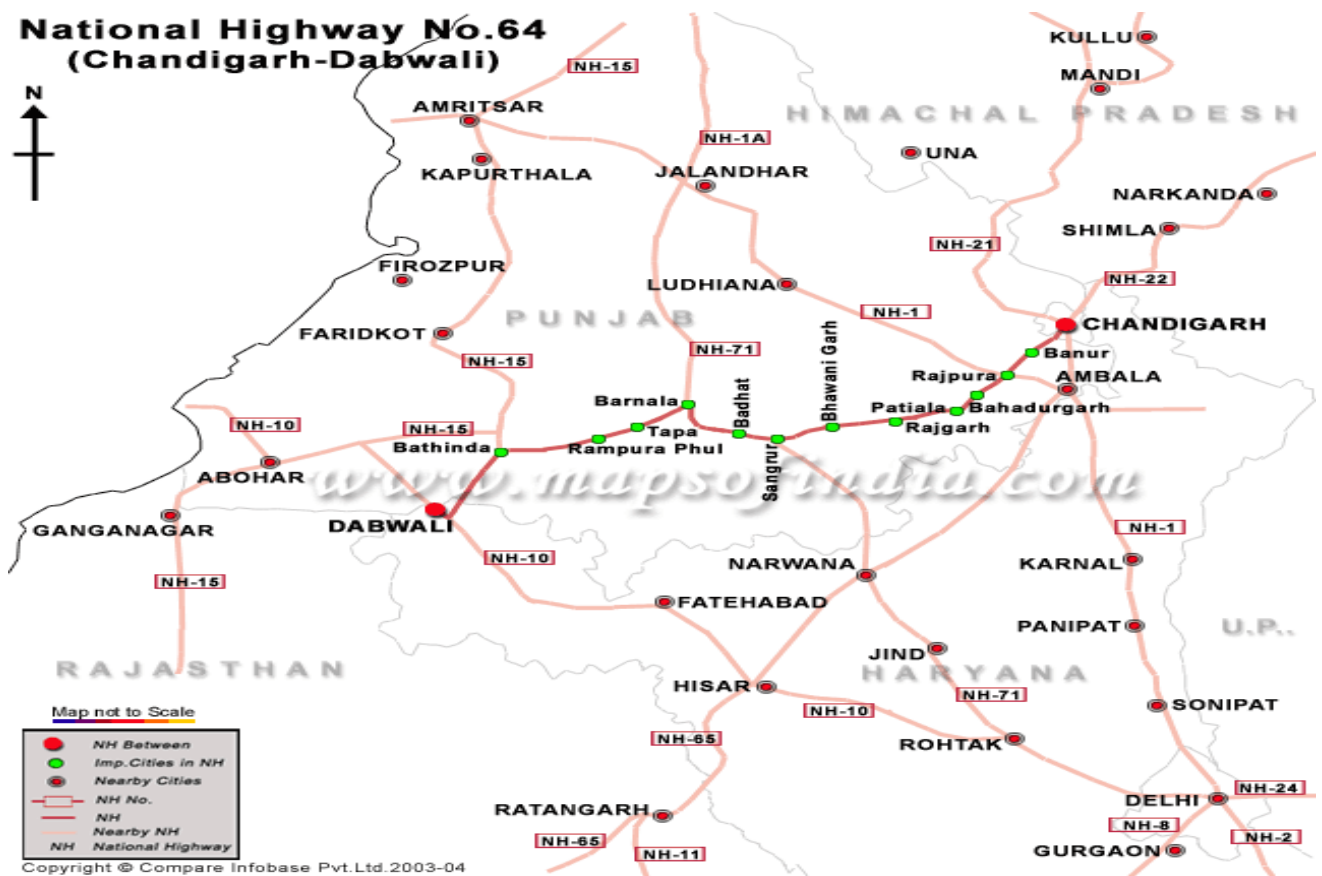 National Highway No.64
(Chandigarh-Dabwali)
N
KULLU
MANDI
NH-15
AMRITSAR
HIMACHAL PRADESH
NH-1A
UNA
KAPURTHALA
JALANDHAR
NARKANDA
SHIMLA
NH-21
FIROZPUR
NH-22
LUDHIANA
NH-1
PUNJAB
CHANDIGARH
FARIDKOT
NH-15
NH-71
Banur
Rajpura
AMBALA
Bhawani Garh
Badhat
Barnala
Patiala
Bahadurgarh
Rajgarh
NH-10
NH-15
Tapa
Bathinda
Rampura Phul
Sangrur
ABOHAR
www.mapsofindia.com
GANGANAGAR
DABWALI
NH-1
NH-10
NARWANA
KARNAL
NH-15
FATEHABAD
PANIPAT
U.P..
JIND
RAJASTHAN
HARYANA
HISAR
NH-71
NH-10
SONIPAT
Map not to Scale
NH-65
ROHTAK
NH Between
Imp.Cities in NH
Nearby Cities
NH No.
NH
Nearby NH
NH National Highway
NH-24
DELHI
RATANGARH
NH-8
NH-2
NH-65
NH-11
GURGAON
Copyright © Compare Infobase Pvt.Ltd.2003-04